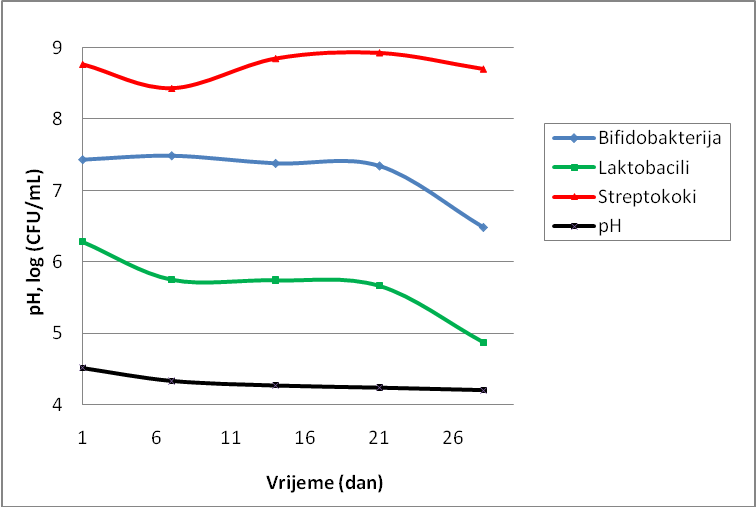 9
8
7
6
5
4
pH, log (CFU/mL)
1 6 11 16 21 26
Vrijeme (dan)
Bifidobakterija
Laktobacili
Streptokoki
pH